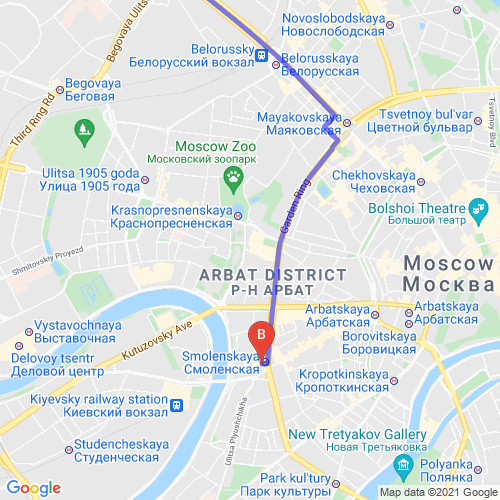 Novoslobodskaya
Новослободская
Begovaya Ulitsa
Belorussky
Белорусский вокзал
Belorusskaya
Белорусская
Begovaya
Беговая
Third Ring Rd
Mayakovskaya
Маяковская
Tsvetnoy bul'var
Цветной бульвар
Tsvetnoy Blvd
Moscow Zoo
Московский зоопарк
Ulitsa 1905 goda
Улица 1905 года
Chekhovskaya
Чеховская
Garden Ring
Krasnopresnenskaya
Краснопресненская
Bolshoi Theatre
Большой театр
Shmitovskiy Proyezd
ARBAT DISTRICT
Р-Н АРБАТ
Moscow
Москва
Vystavochnaya
Выставочная
Kutuzovsky Ave
Arbatskaya
Арбатская
Arbatskaya
Арбатская
B
Delovoy tsentr
Деловой центр
Smolenskaya
Смоленская
Borovitskaya
Боровицкая
Kropotkinskaya
Кропоткинская
Kiyevsky railway station
Киевский вокзал
Ulitsa Plyushchikha
Studencheskaya
Студенческая
New Tretyakov Gallery
Новая Третьяковка
Polyanka
Полянка
Park kul'tury
Парк культуры
Google
Map data ©2021 Google